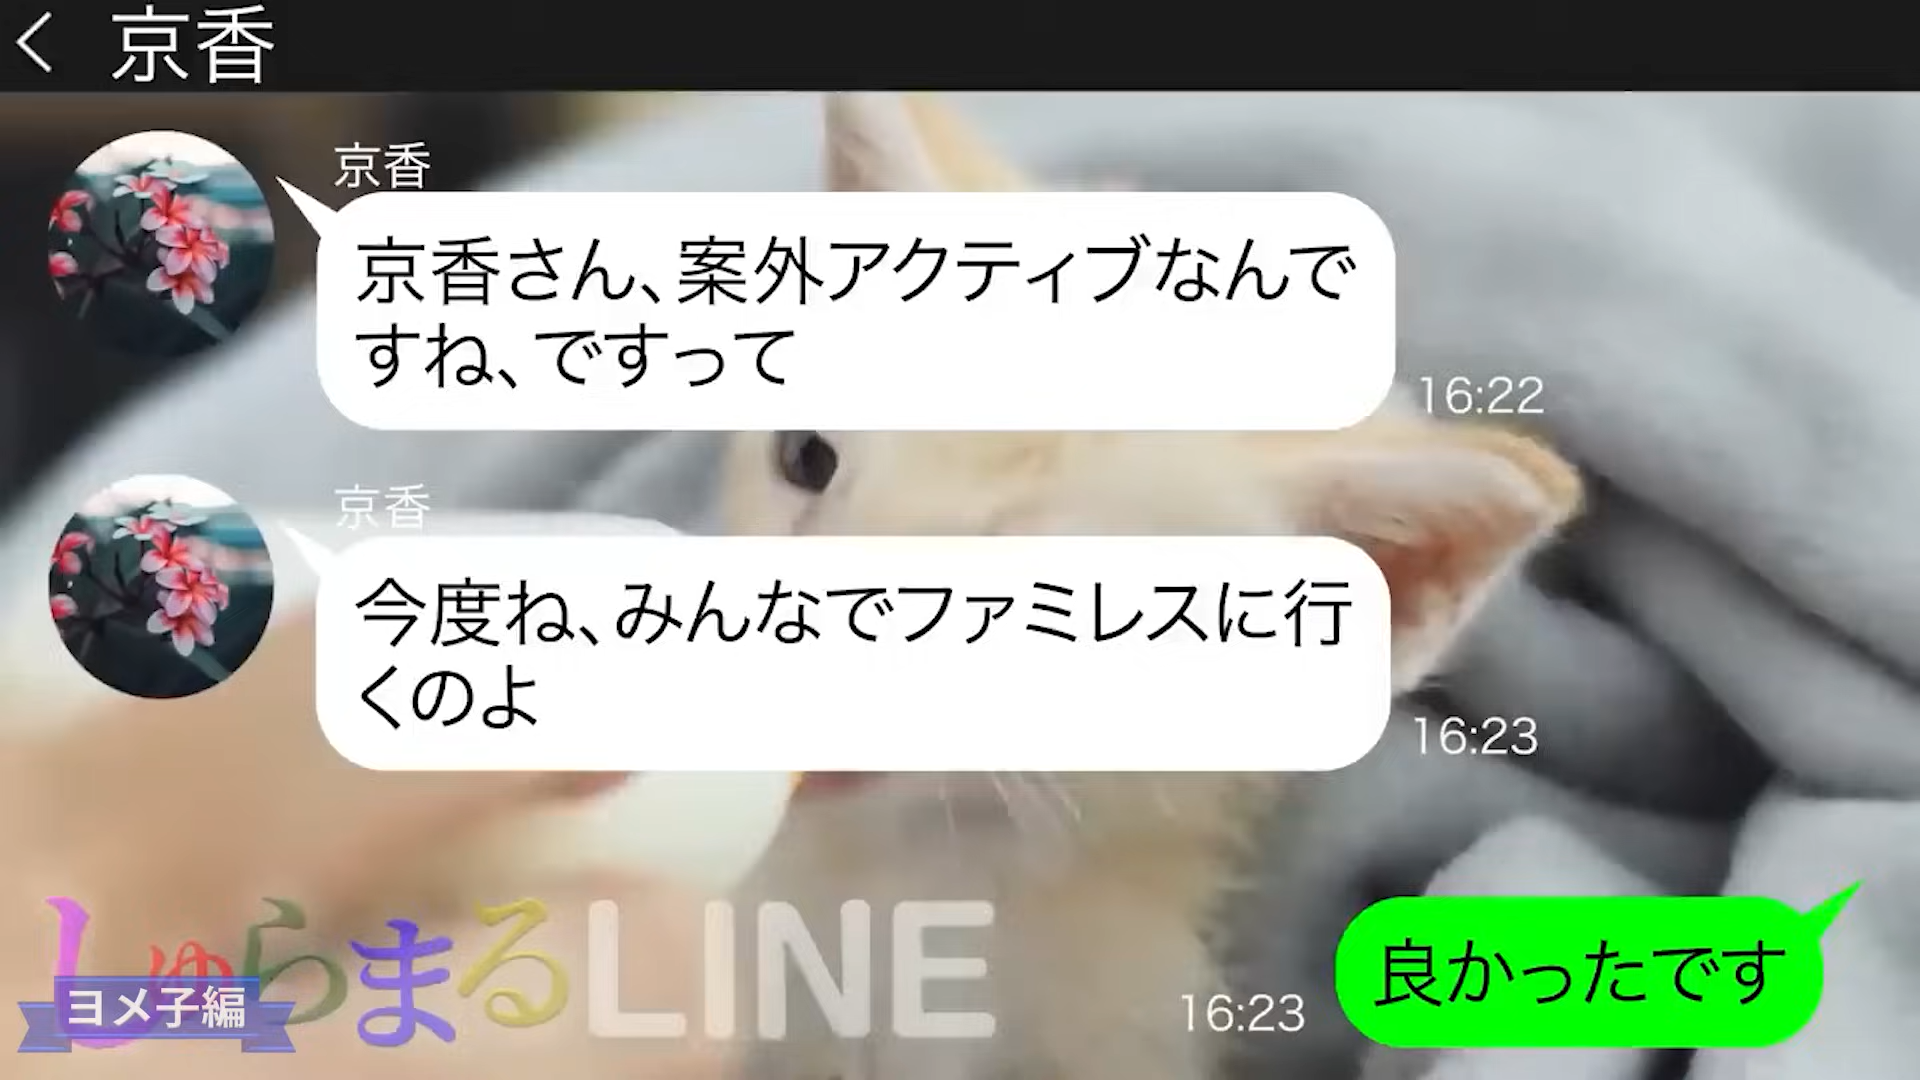 京香
京香
京香さん、案外アクティブなんで
すね、ですって
16:22
京香
今度ね、みんなでファミレスに行
くのよ
16:23
良かったです
16:23
しゅらまるLINE
ヨメ子編